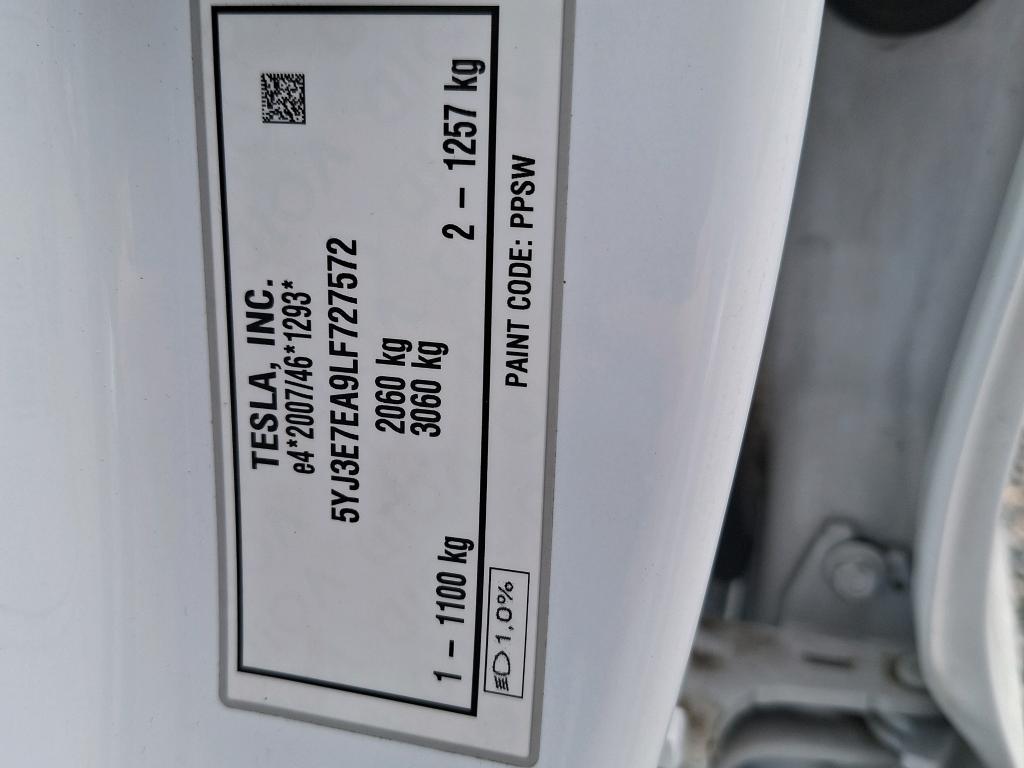 TESLA, INC.
e4*2007/46*1293*
5YJ3E7EA9LF727572
2060 kg
3060 kg
1 – 1100 kg
2 – 1257 kg
1,0%
PAINT CODE: PPSW